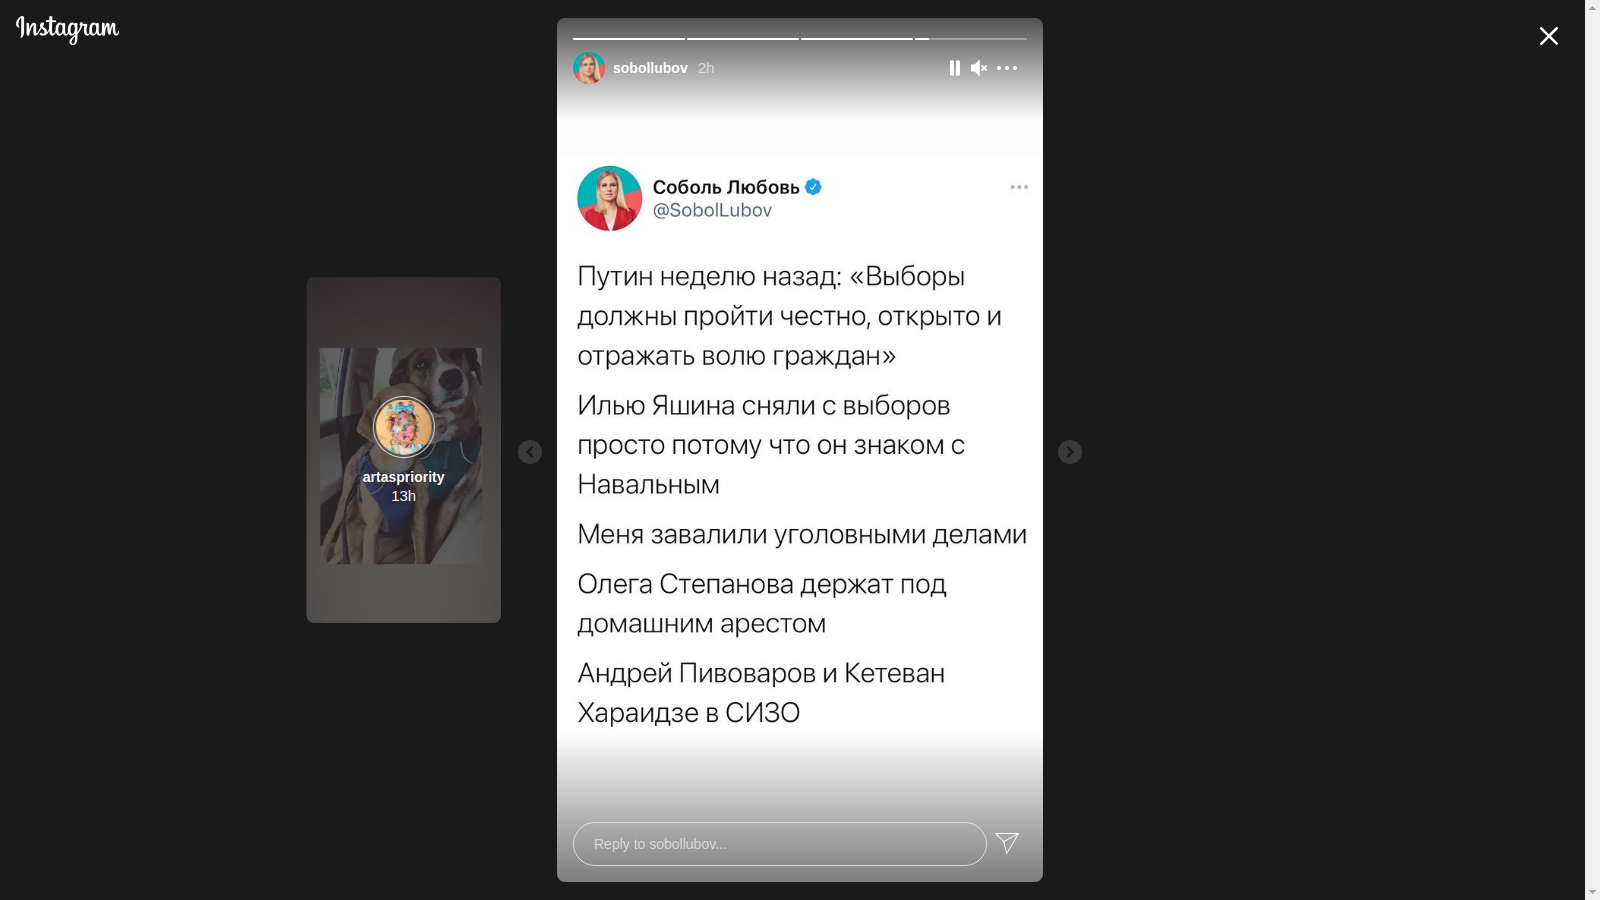 Instagram
sobollubov 2h
Соболь Любовь
@SobolLubov
Путин неделю назад: «Выборы
должны пройти честно, открыто и
отражать волю граждан»
Илью Яшина сняли с выборов
просто потому что он знаком с
Навальным
Меня завалили уголовными делами
Олега Степанова держат под
домашним арестом
Андрей Пивоваров и Кетеван
Хараидзе в СИЗО
artaspriority
13h
Reply to sobollubov...